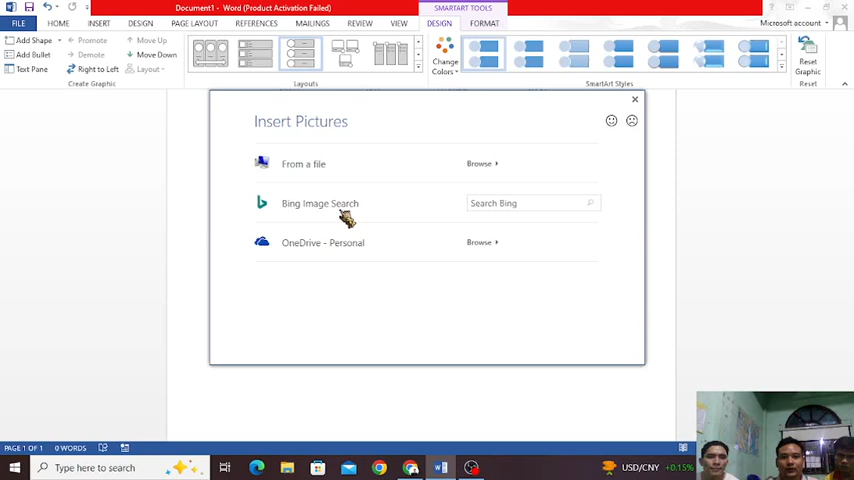 Document1 - Word (Product Activation Failed)
SMARTART TOOLS
FILE HOME INSERT DESIGN PAGE LAYOUT REFERENCES MAILINGS REVIEW VIEW DESIGN FORMAT Microsoft account
Add Shape Promote Move Up
Add Bullet Demote Move Down
Text Pane Right to Left Layout
Create Graphic
Layouts
Change
Colors
SmartArt Styles
Reset
Graphic
Reset
Insert Pictures
From a file Browse
Bing Image Search Search Bing
OneDrive - Personal Browse
PAGE 1 OF 1 0 WORDS
Type here to search
USD/CNY +0.15%